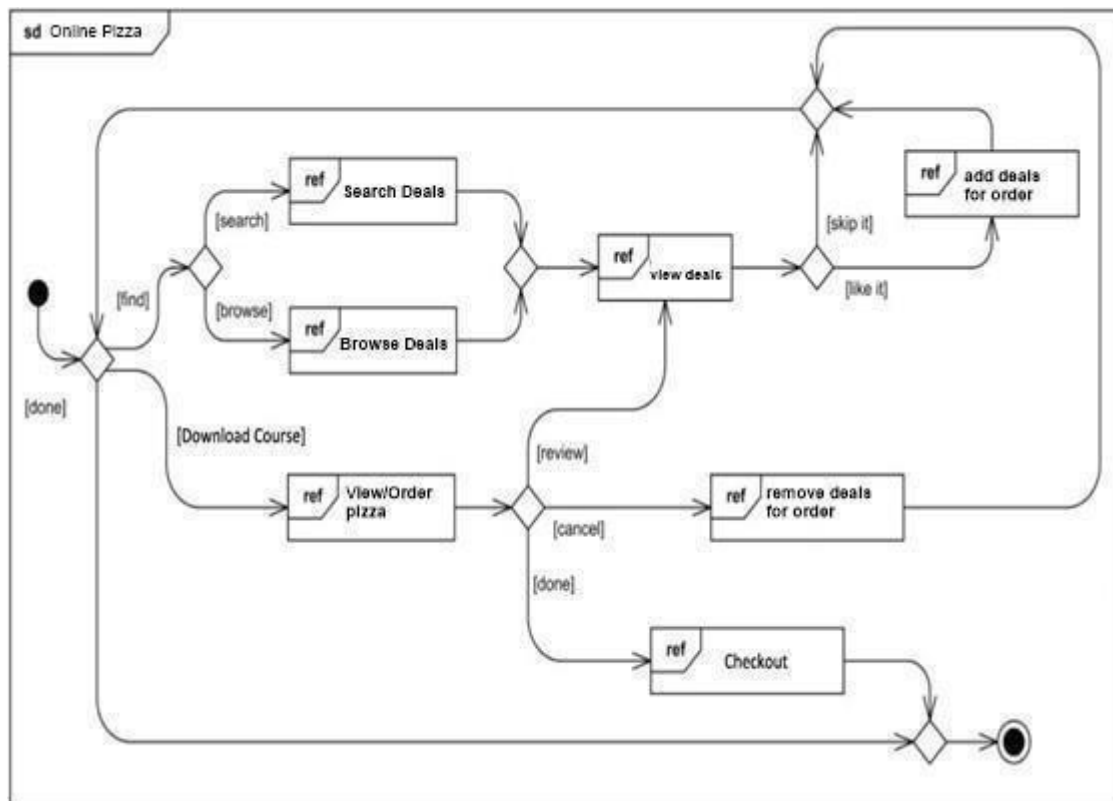 sd Online Pizza
ref
Search Deals
[search]
ref
add deals
for order
[skip it]
ref
view deals
[find]
[browse]
[like it]
ref
Browse Deals
[done]
[Download Course]
[review]
ref
View/Order
pizza
ref
remove deals
for order
[cancel]
[done]
ref
Checkout